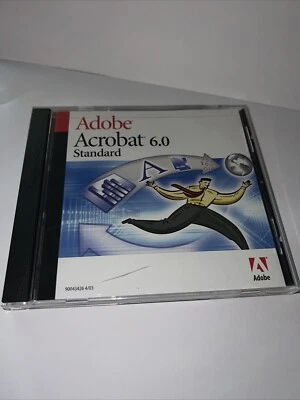 Adobe®
Acrobat® 6.0
Standard
A
Adobe
90043426 4/03